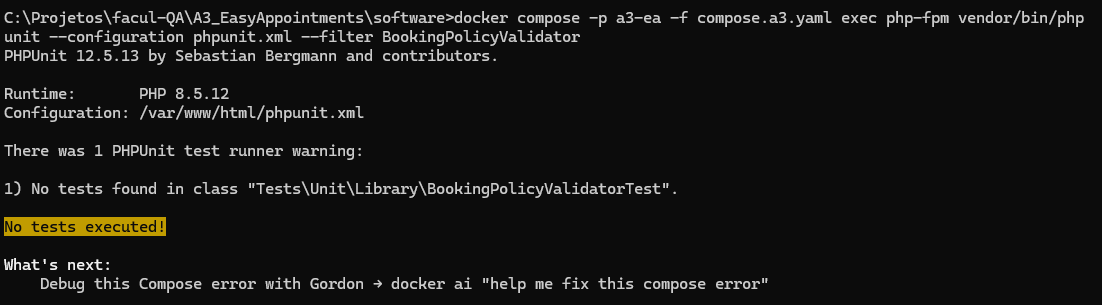 C:\Projetos\facul-QA\A3_EasyAppointments\software>docker compose -p a3-ea -f compose.a3.yaml exec php-fpm vendor/bin/php
unit --configuration phpunit.xml --filter BookingPolicyValidator
PHPUnit 12.5.13 by Sebastian Bergmann and contributors.

Runtime:       PHP 8.5.12
Configuration: /var/www/html/phpunit.xml

There was 1 PHPUnit test runner warning:

1) No tests found in class "Tests\Unit\Library\BookingPolicyValidatorTest".

No tests executed!

What's next:
    Debug this Compose error with Gordon → docker ai "help me fix this compose error"